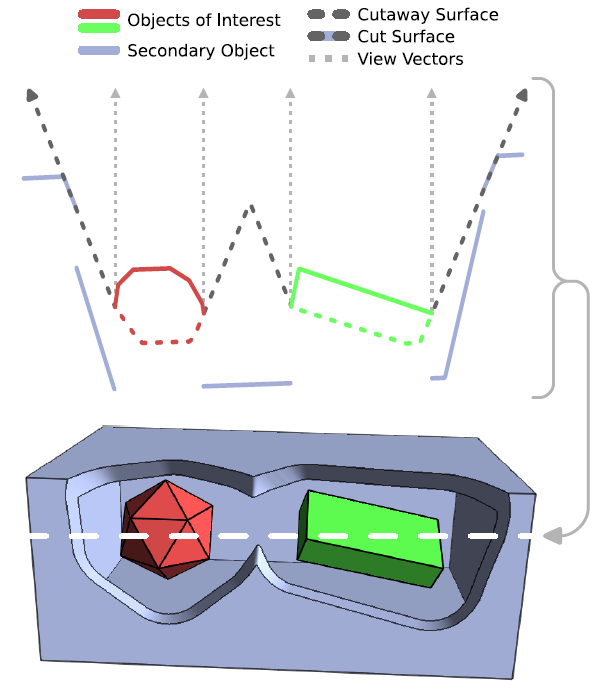 Objects of Interest
Secondary Object
Cutaway Surface
Cut Surface
View Vectors